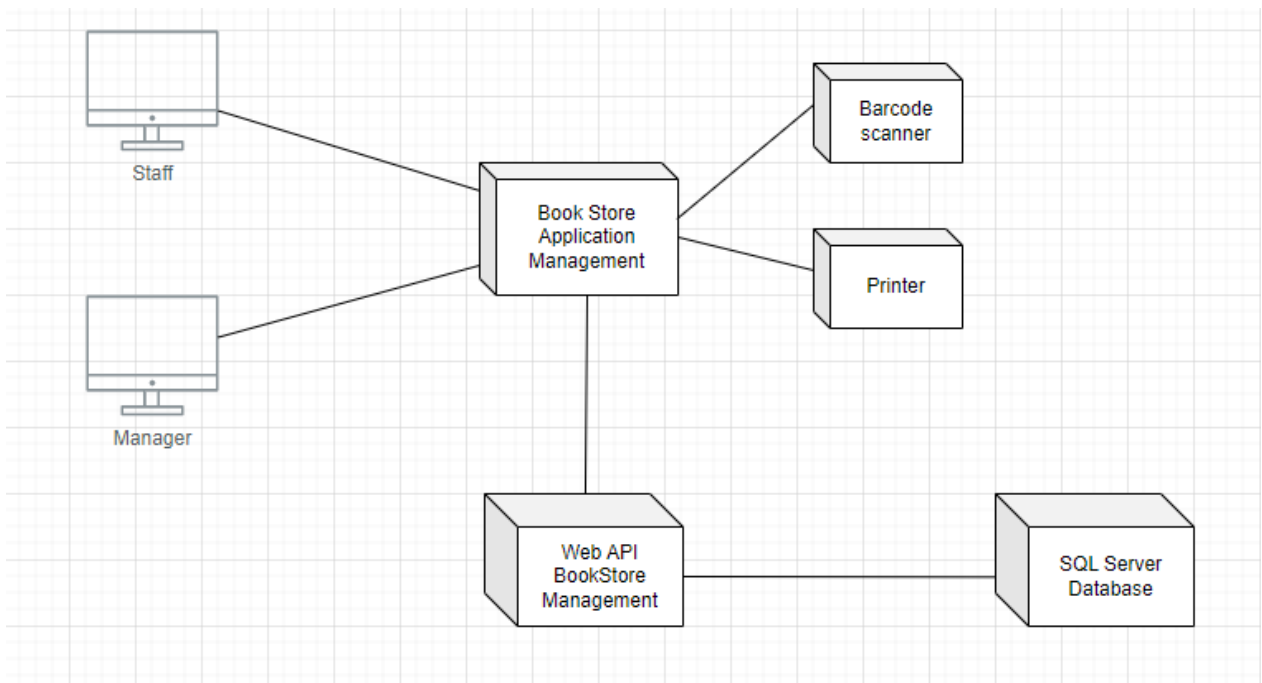 Staff
Manager
Book Store
Application
Management
Barcode
scanner
Printer
Web API
BookStore
Management
SQL Server
Database